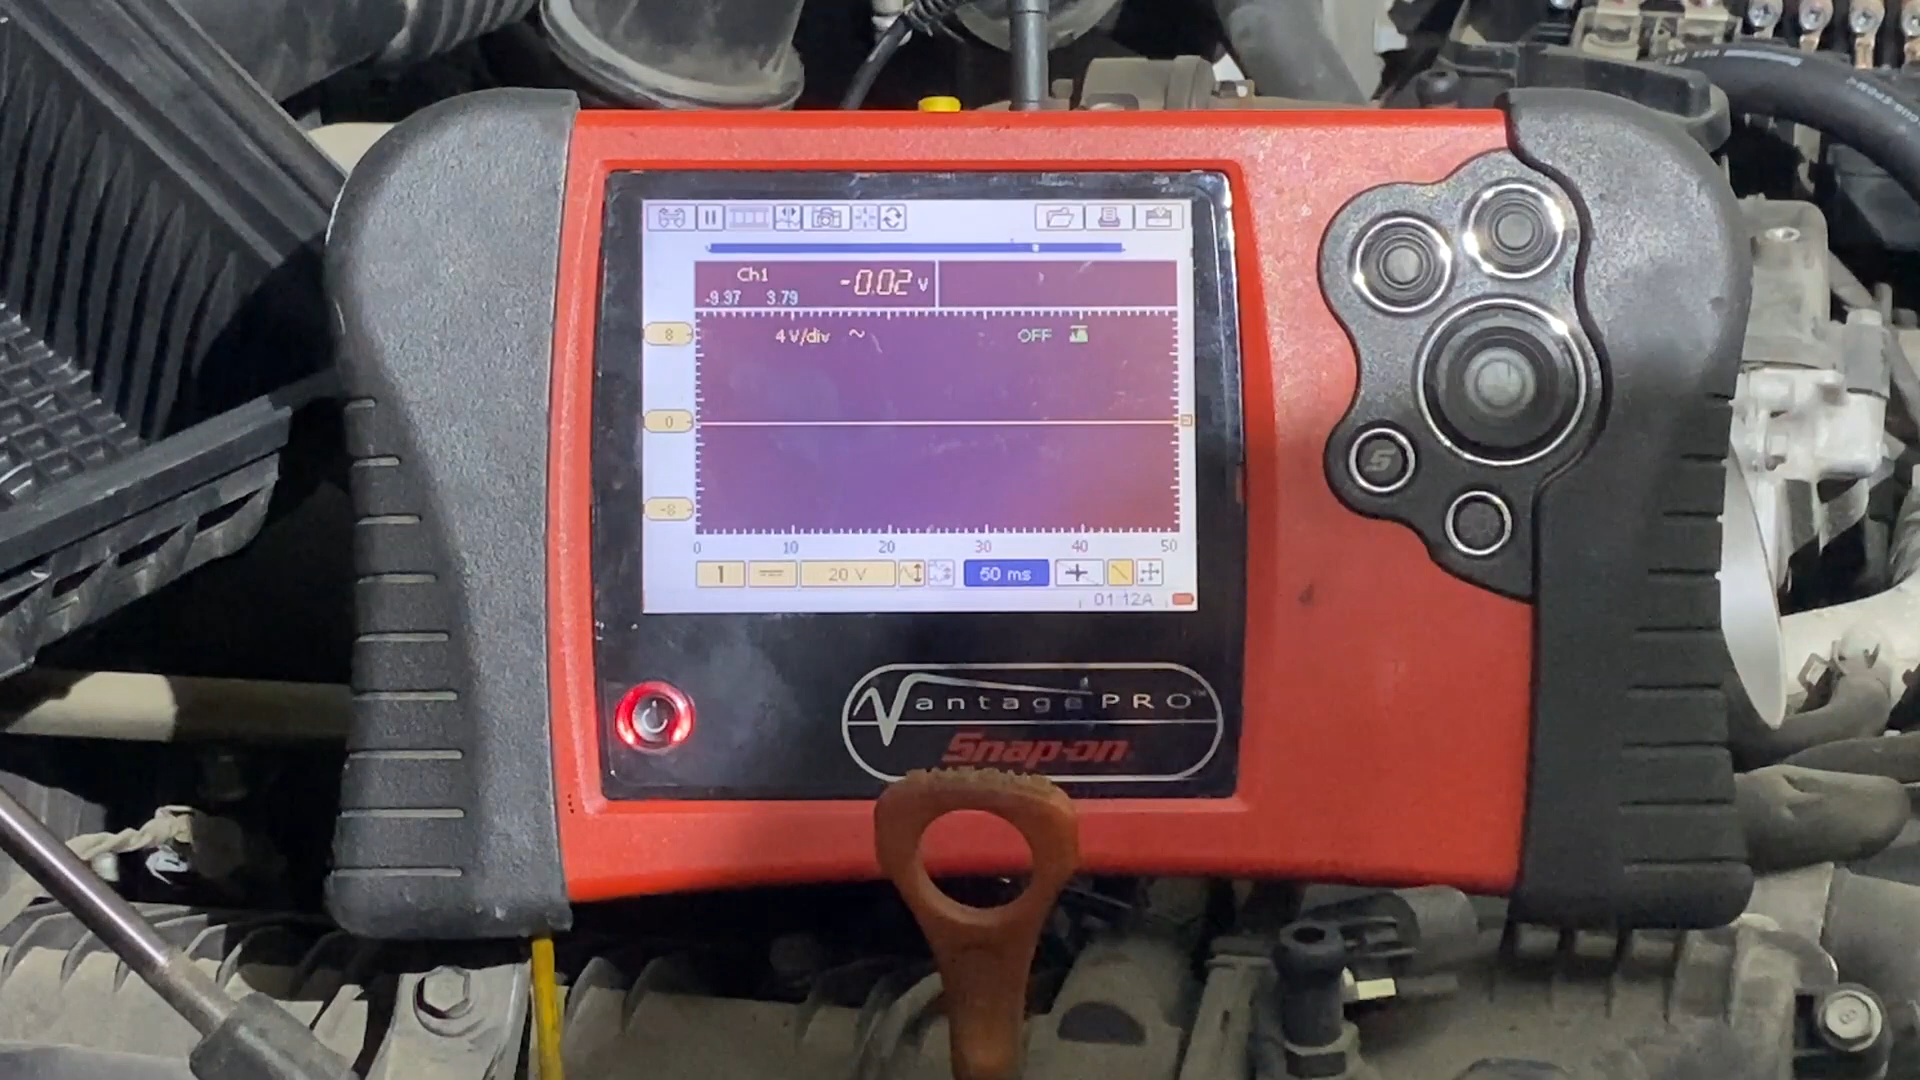 Ch1
-0.02 v
-9.37 3.79
8
4 V/div ~
OFF
0
-8
0 10 20 30 40 50
1
20 V
50 ms
01:12A
VantagePRO™
Snap-on
S